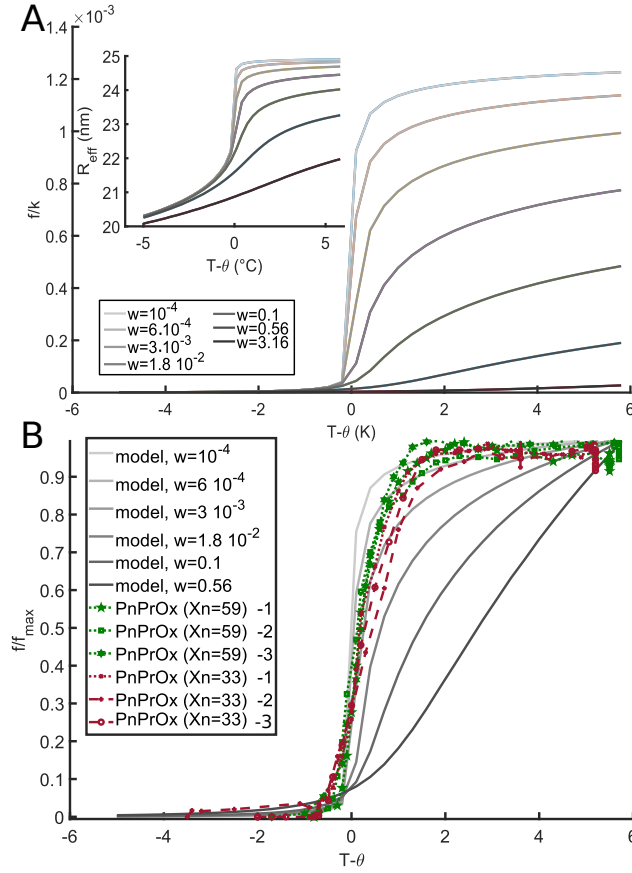 A
×10⁻³
1.4
1.2
1
0.8
0.6
0.4
0.2
0
f/k
-6
-4
-2
0
2
4
6
T-θ (K)
25
24
23
22
21
20
R_eff (nm)
-5
0
5
T-θ (°C)
w=10⁻⁴
w=6.10⁻⁴
w=3.10⁻³
w=1.8 10⁻²
w=0.1
w=0.56
w=3.16
B
0.9
0.8
0.7
0.6
0.5
0.4
0.3
0.2
0.1
0
f/f_max
model, w=10⁻⁴
model, w=6 10⁻⁴
model, w=3 10⁻³
model, w=1.8 10⁻²
model, w=0.1
model, w=0.56
PnPrOx (Xn=59) -1
PnPrOx (Xn=59) -2
PnPrOx (Xn=59) -3
PnPrOx (Xn=33) -1
PnPrOx (Xn=33) -2
PnPrOx (Xn=33) -3
-6
-4
-2
0
2
4
6
T-θ